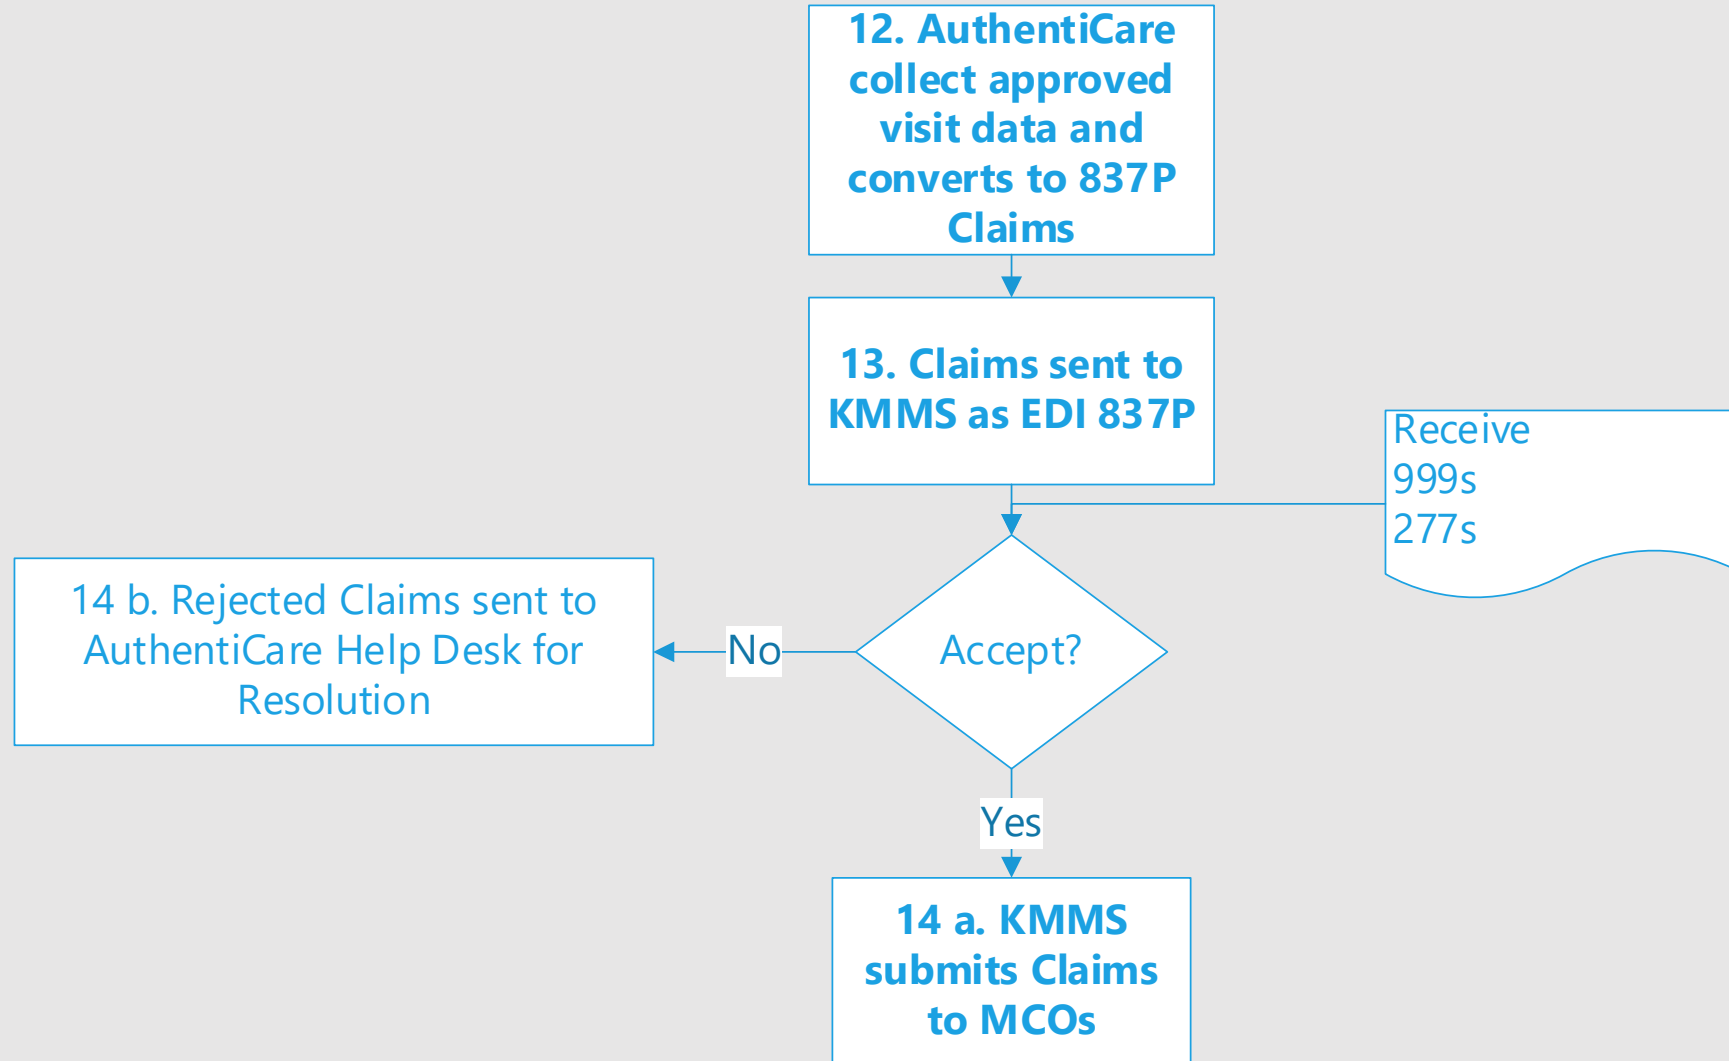 12. AuthentiCare
collect approved
visit data and
converts to 837P
Claims
13. Claims sent to
KMMS as EDI 837P
Receive
999s
277s
14 b. Rejected Claims sent to
AuthentiCare Help Desk for
Resolution
No
Accept?
Yes
14 a. KMMS
submits Claims
to MCOs